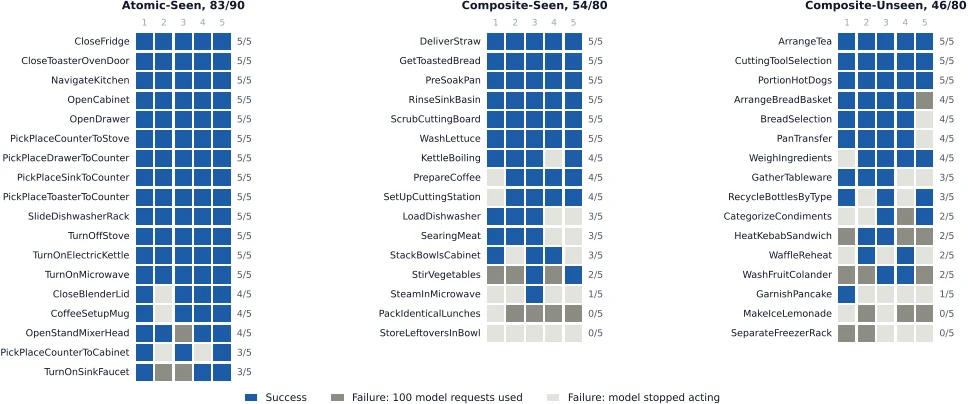 Atomic-Seen, 83/90
1 2 3 4 5
CloseFridge 5/5
CloseToasterOvenDoor 5/5
NavigateKitchen 5/5
OpenCabinet 5/5
OpenDrawer 5/5
PickPlaceCounterToStove 5/5
PickPlaceDrawerToCounter 5/5
PickPlaceSinkToCounter 5/5
PickPlaceToasterToCounter 5/5
SlideDishwasherRack 5/5
TurnOffStove 5/5
TurnOnElectricKettle 5/5
TurnOnMicrowave 5/5
CloseBlenderLid 4/5
CoffeeSetupMug 4/5
OpenStandMixerHead 4/5
PickPlaceCounterToCabinet 3/5
TurnOnSinkFaucet 3/5
Composite-Seen, 54/80
1 2 3 4 5
DeliverStraw 5/5
GetToastedBread 5/5
PreSoakPan 5/5
RinseSinkBasin 5/5
ScrubCuttingBoard 5/5
WashLettuce 5/5
KettleBoiling 4/5
PrepareCoffee 4/5
SetUpCuttingStation 4/5
LoadDishwasher 3/5
SearingMeat 3/5
StackBowlsCabinet 3/5
StirVegetables 2/5
SteamInMicrowave 1/5
PackIdenticalLunches 0/5
StoreLeftoversInBowl 0/5
Composite-Unseen, 46/80
1 2 3 4 5
ArrangeTea 5/5
CuttingToolSelection 5/5
PortionHotDogs 5/5
ArrangeBreadBasket 4/5
BreadSelection 4/5
PanTransfer 4/5
WeighIngredients 4/5
GatherTableware 3/5
RecycleBottlesByType 3/5
CategorizeCondiments 2/5
HeatKebabSandwich 2/5
WaffleReheat 2/5
WashFruitColander 2/5
GarnishPancake 1/5
MakeIceLemonade 0/5
SeparateFreezerRack 0/5
Success
Failure: 100 model requests used
Failure: model stopped acting